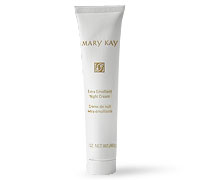 MARY KAY
Extra Emollient
Night Cream
Crème de nuit
extra-émolliente